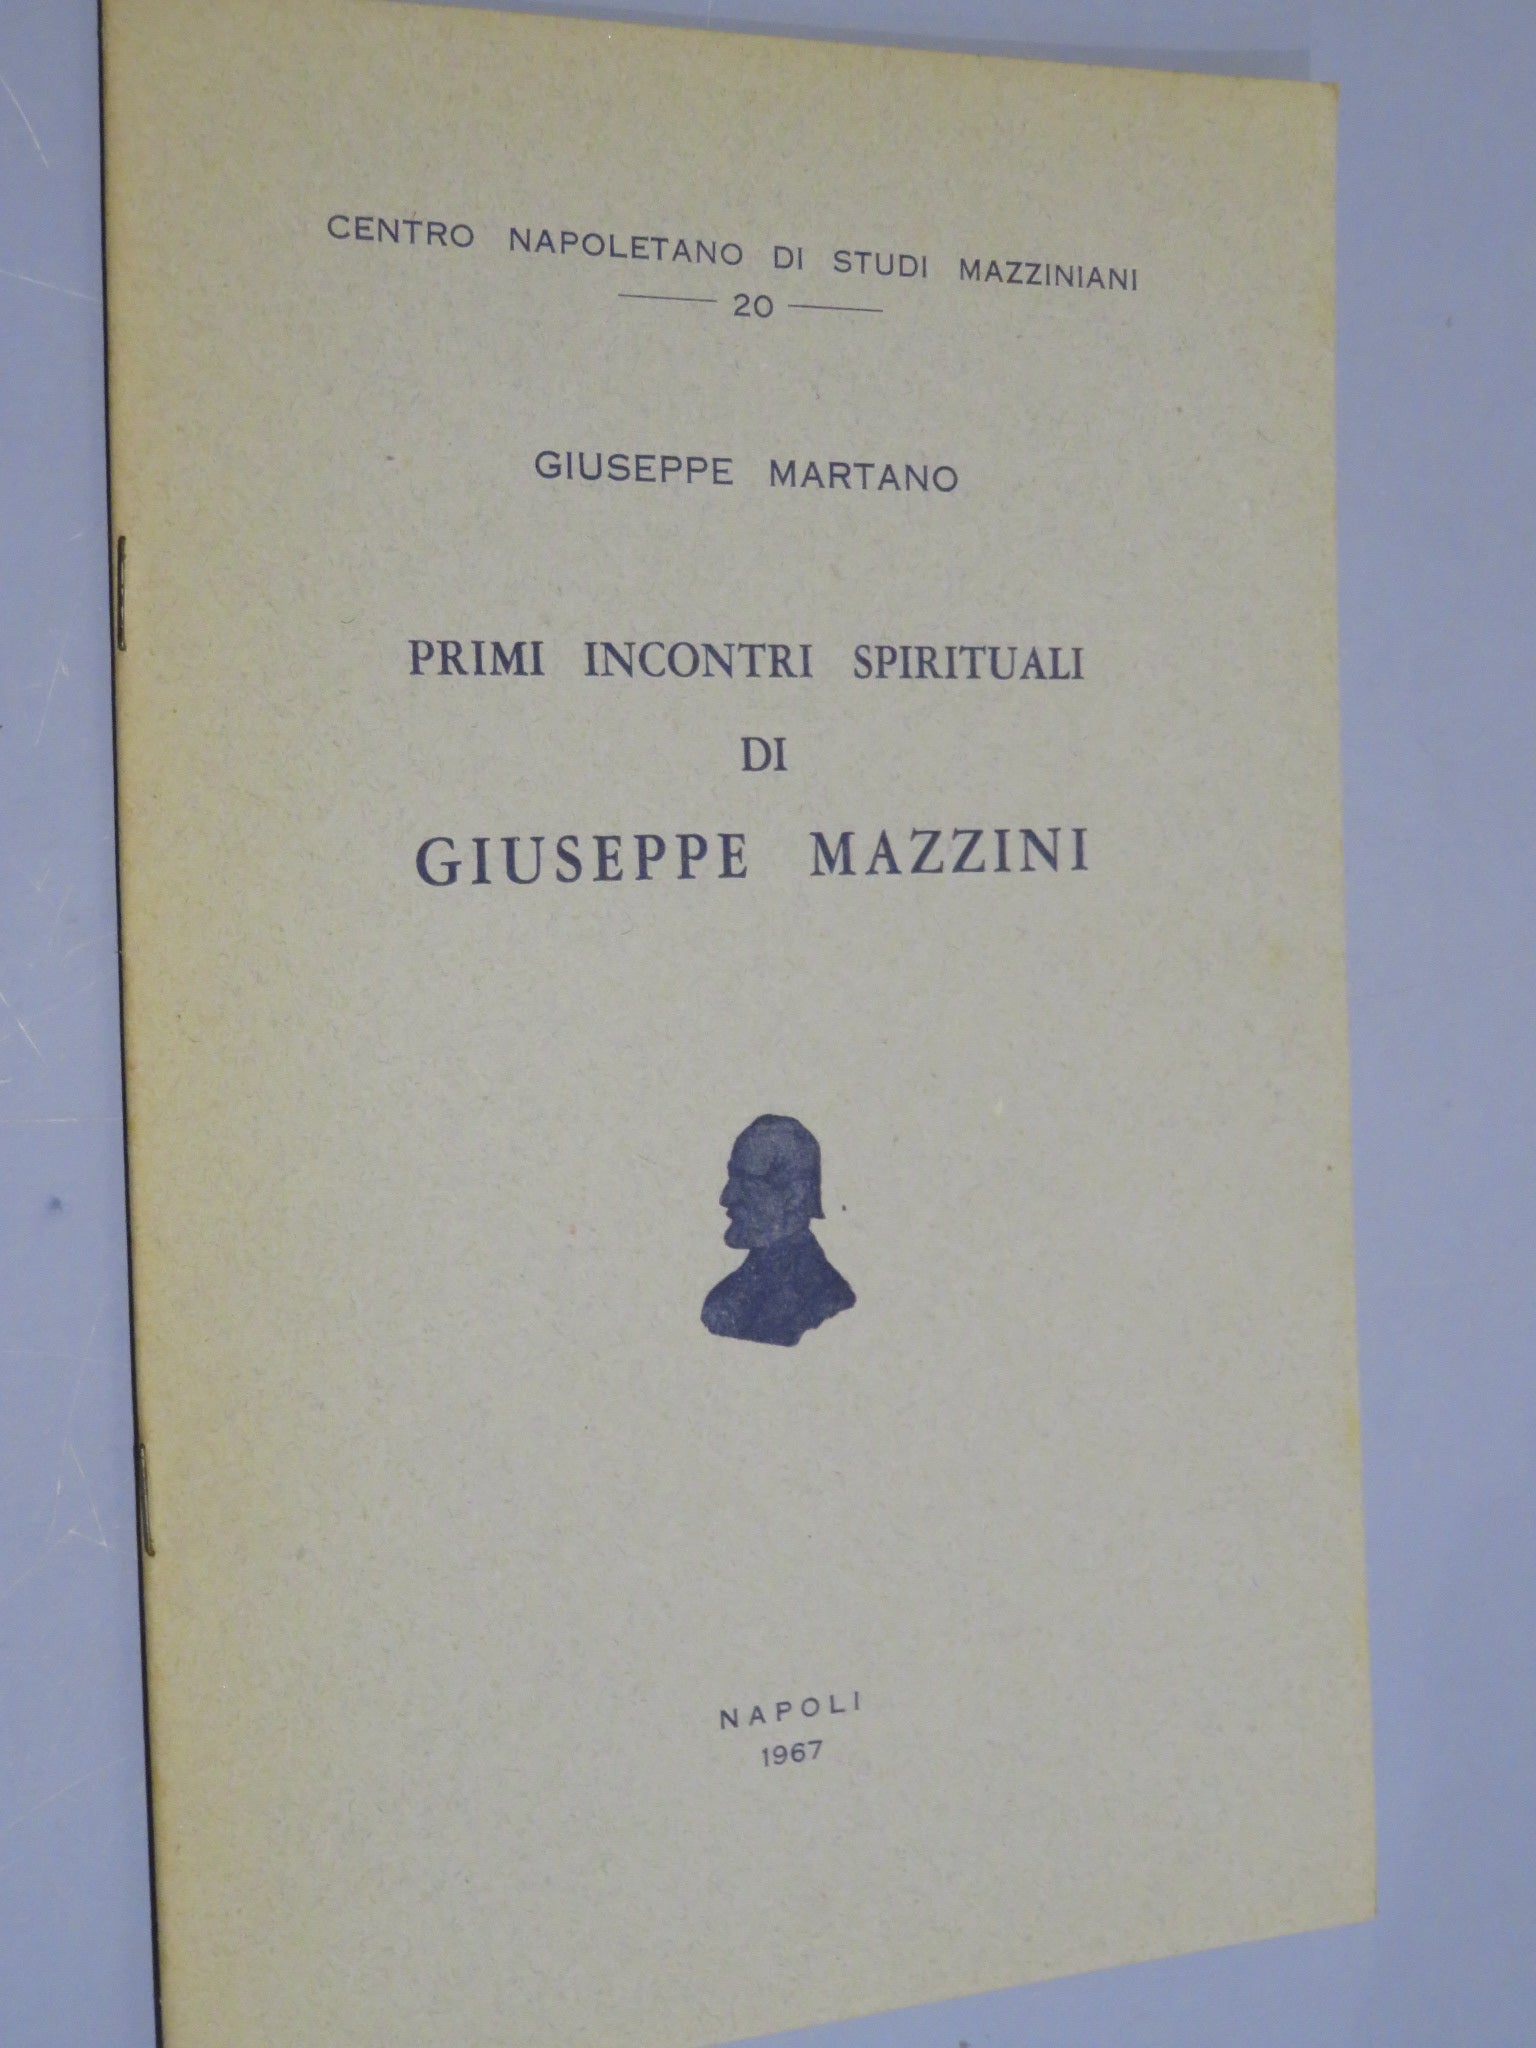 CENTRO NAPOLETANO DI STUDI MAZZINIANI
20
GIUSEPPE MARTANO
PRIMI INCONTRI SPIRITUALI
DI
GIUSEPPE MAZZINI
NAPOLI
1967